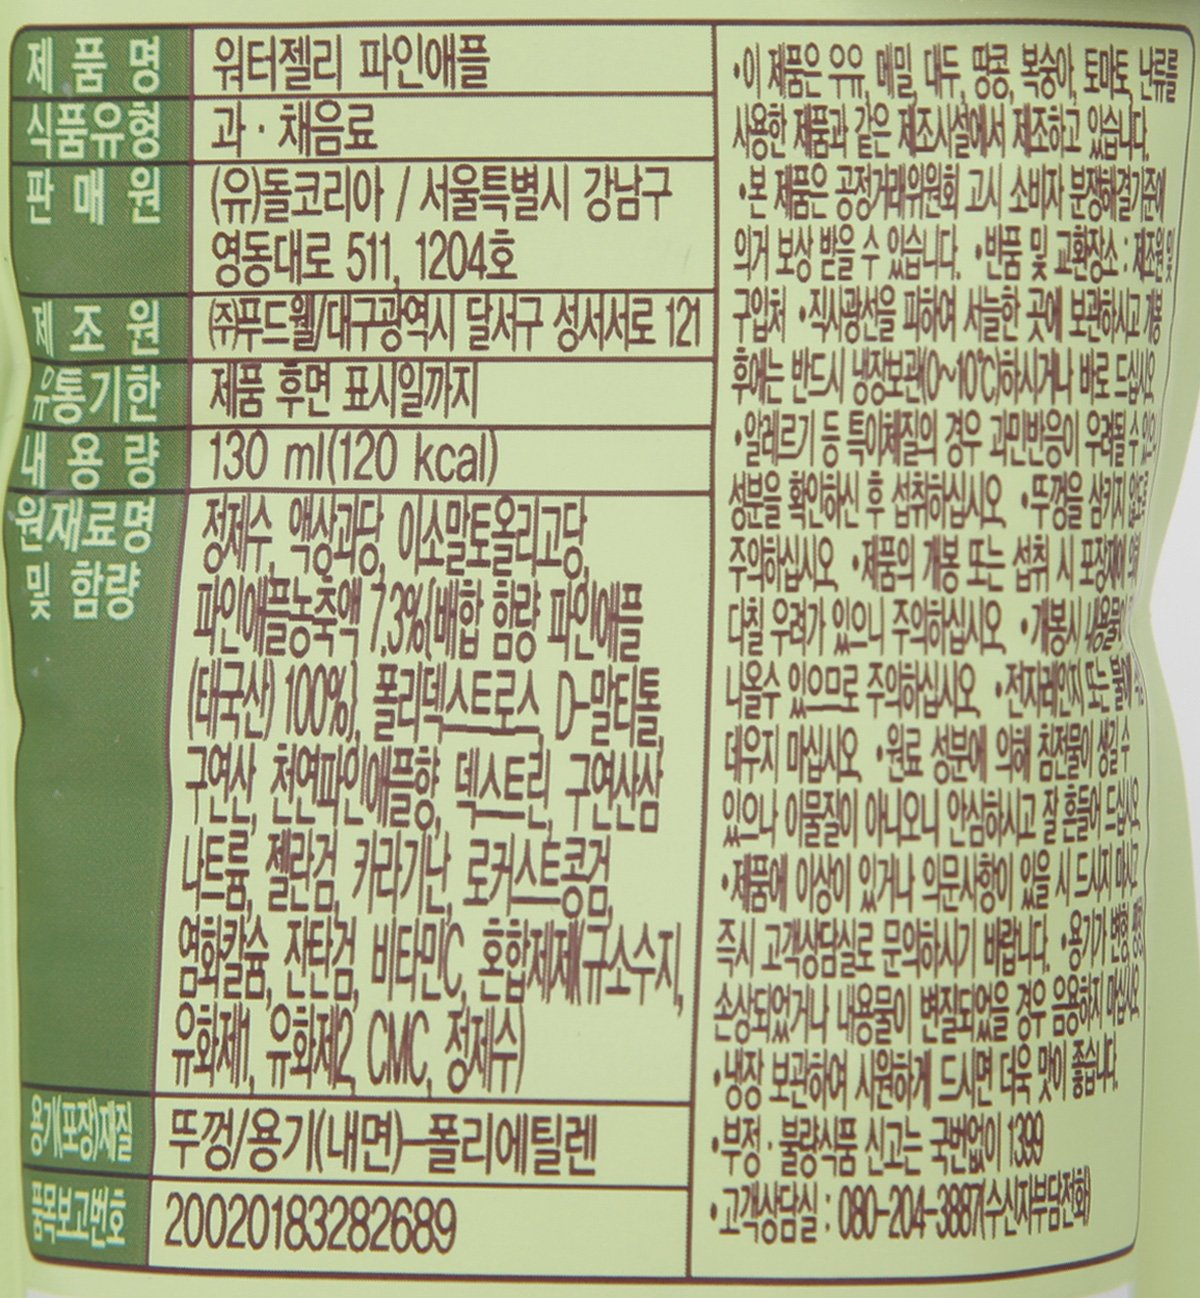 제품명 워터젤리 파인애플
식품유형 과·채음료
판매원 (유)돌코리아 / 서울특별시 강남구
영동대로 511, 1204호
제조원 ㈜푸드웰/대구광역시 달서구 성서서로 121
유통기한 제품 후면 표시일까지
내용량 130 ml(120 kcal)
원재료명 정제수, 액상과당, 이소말토올리고당,
및 함량 파인애플농축액 7.3%{배합 함량 파인애플
(태국산) 100%}, 폴리덱스트로스, D-말티톨,
구연산, 천연파인애플향, 덱스트린, 구연산삼
나트륨, 젤란검, 카라기난, 로커스트콩검,
염화칼슘, 잔탄검, 비타민C, 혼합제제(규소수지,
유화제1, 유화제2, CMC, 정제수)
용기(포장)재질 뚜껑/용기(내면)-폴리에틸렌
품목보고번호 20020183282689
•이 제품은 우유, 메밀, 대두, 땅콩, 복숭아, 토마토, 난류를
사용한 제품과 같은 제조시설에서 제조하고 있습니다.
•본 제품은 공정거래위원회 고시 소비자 분쟁해결기준에
의거 보상 받을 수 있습니다. •반품 및 교환장소 : 제조원 및
구입처 •직사광선을 피하여 서늘한 곳에 보관하시고 개봉
후에는 반드시 냉장보관(0~10℃)하시거나 바로 드십시오
•알레르기 등 특이체질의 경우 과민반응이 우려될 수 있으
성분을 확인하신 후 섭취하십시오 •뚜껑을 삼키지 않도록
주의하십시오 •제품의 개봉 또는 섭취 시 포장재에 의해
다칠 우려가 있으니 주의하십시오 •개봉시 내용물이
나올수 있으므로 주의하십시오 •전자레인지 또는 불에
데우지 마십시오 •원료 성분에 의해 침전물이 생길 수
있으나 이물질이 아니오니 안심하시고 잘 흔들어 드십시오
•제품에 이상이 있거나 의문사항이 있을 시 드시지 마시고
즉시 고객상담실로 문의하시기 바랍니다. •용기가 변형, 팽창,
손상되었거나 내용물이 변질되었을 경우 음용하지 마십시오
•냉장 보관하여 시원하게 드시면 더욱 맛이 좋습니다.
•부정·불량식품 신고는 국번없이 1399
•고객상담실 : 080-204-3887(수신자부담전화)